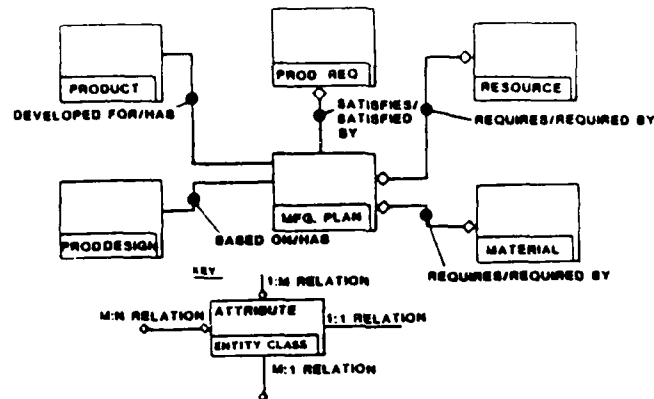 PRODUCT
PROD REQ
RESOURCE
DEVELOPED FOR/HAS
SATISFIES/
SATISFIED
BY
REQUIRES/REQUIRED BY
PRODDESIGN
BASED ON/HAS
MFG. PLAN
MATERIAL
REQUIRES/REQUIRED BY
KEY
1:M RELATION
M:N RELATION
ATTRIBUTE
1:1 RELATION
ENTITY CLASS
M:1 RELATION